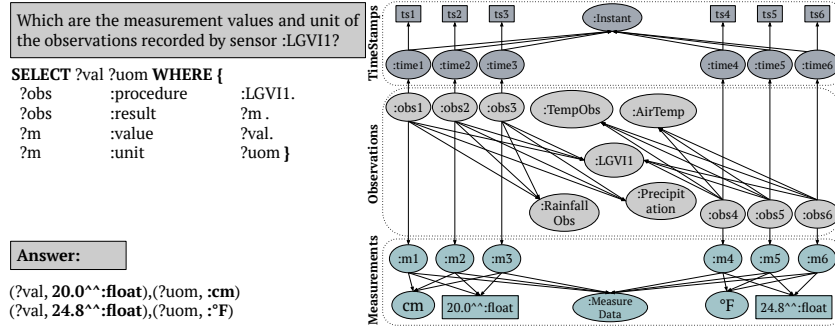 Which are the measurement values and unit of
the observations recorded by sensor :LGVI1?
SELECT ?val ?uom WHERE {
?obs :procedure :LGVI1.
?obs :result ?m .
?m :value ?val.
?m :unit ?uom }
Answer:
(?val, 20.0^^:float),(?uom, :cm)
(?val, 24.8^^:float),(?uom, :°F)
TimeStamps
ts1 ts2 ts3 :Instant ts4 ts5 ts6
:time1 :time2 :time3 :time4 :time5 :time6
Observations
:obs1 :obs2 :obs3 :TempObs :AirTemp
:LGVI1
:Rainfall
Obs
:Precipit
ation
:obs4 :obs5 :obs6
Measurements
:m1 :m2 :m3 :m4 :m5 :m6
cm 20.0^^:float :Measure
Data °F 24.8^^:float